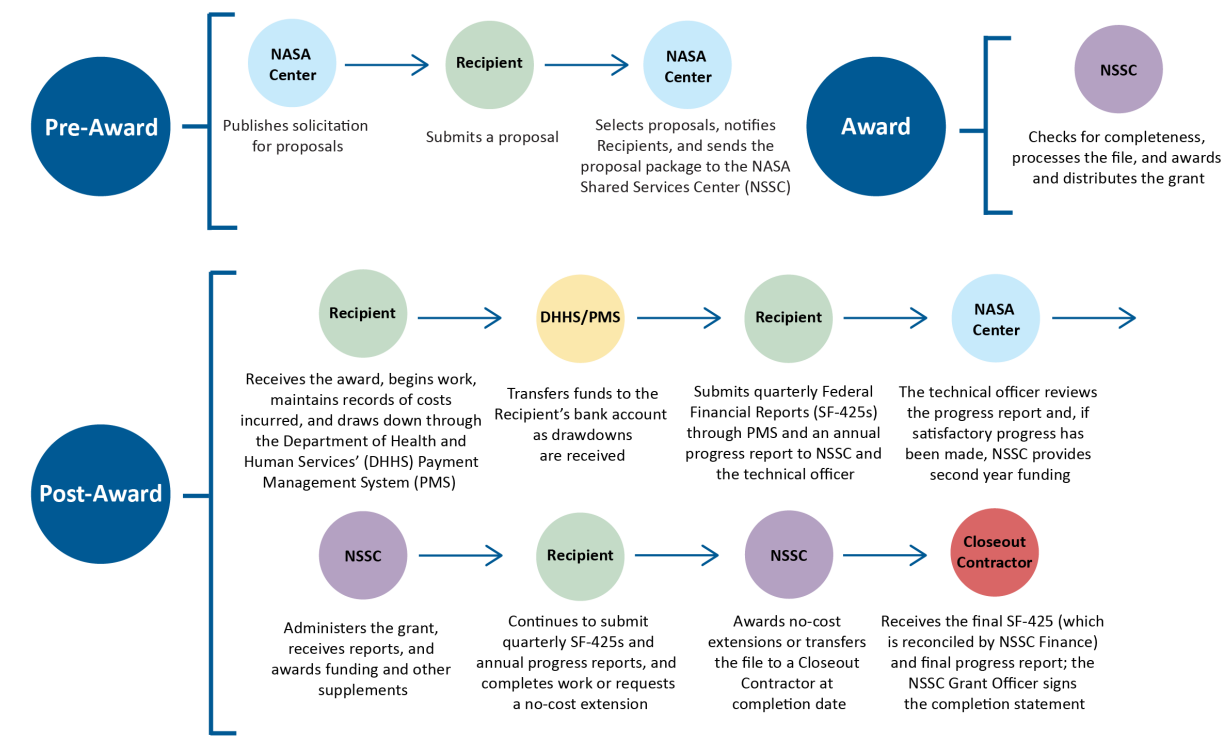 Pre-Award
NASA
Center
Publishes solicitation
for proposals
Recipient
Submits a proposal
NASA
Center
Selects proposals, notifies
Recipients, and sends the
proposal package to the NASA
Shared Services Center (NSSC)
Award
NSSC
Checks for completeness,
processes the file, and awards
and distributes the grant
Post-Award
Recipient
Receives the award, begins work,
maintains records of costs
incurred, and draws down through
the Department of Health and
Human Services’ (DHHS) Payment
Management System (PMS)
DHHS/PMS
Transfers funds to the
Recipient’s bank account
as drawdowns
are received
Recipient
Submits quarterly Federal
Financial Reports (SF-425s)
through PMS and an annual
progress report to NSSC and
the technical officer
NASA
Center
The technical officer reviews
the progress report and, if
satisfactory progress has
been made, NSSC provides
second year funding
NSSC
Administers the grant,
receives reports, and
awards funding and other
supplements
Recipient
Continues to submit
quarterly SF-425s and
annual progress reports, and
completes work or requests
a no-cost extension
NSSC
Awards no-cost
extensions or transfers
the file to a Closeout
Contractor at
completion date
Closeout
Contractor
Receives the final SF-425 (which
is reconciled by NSSC Finance)
and final progress report; the
NSSC Grant Officer signs
the completion statement